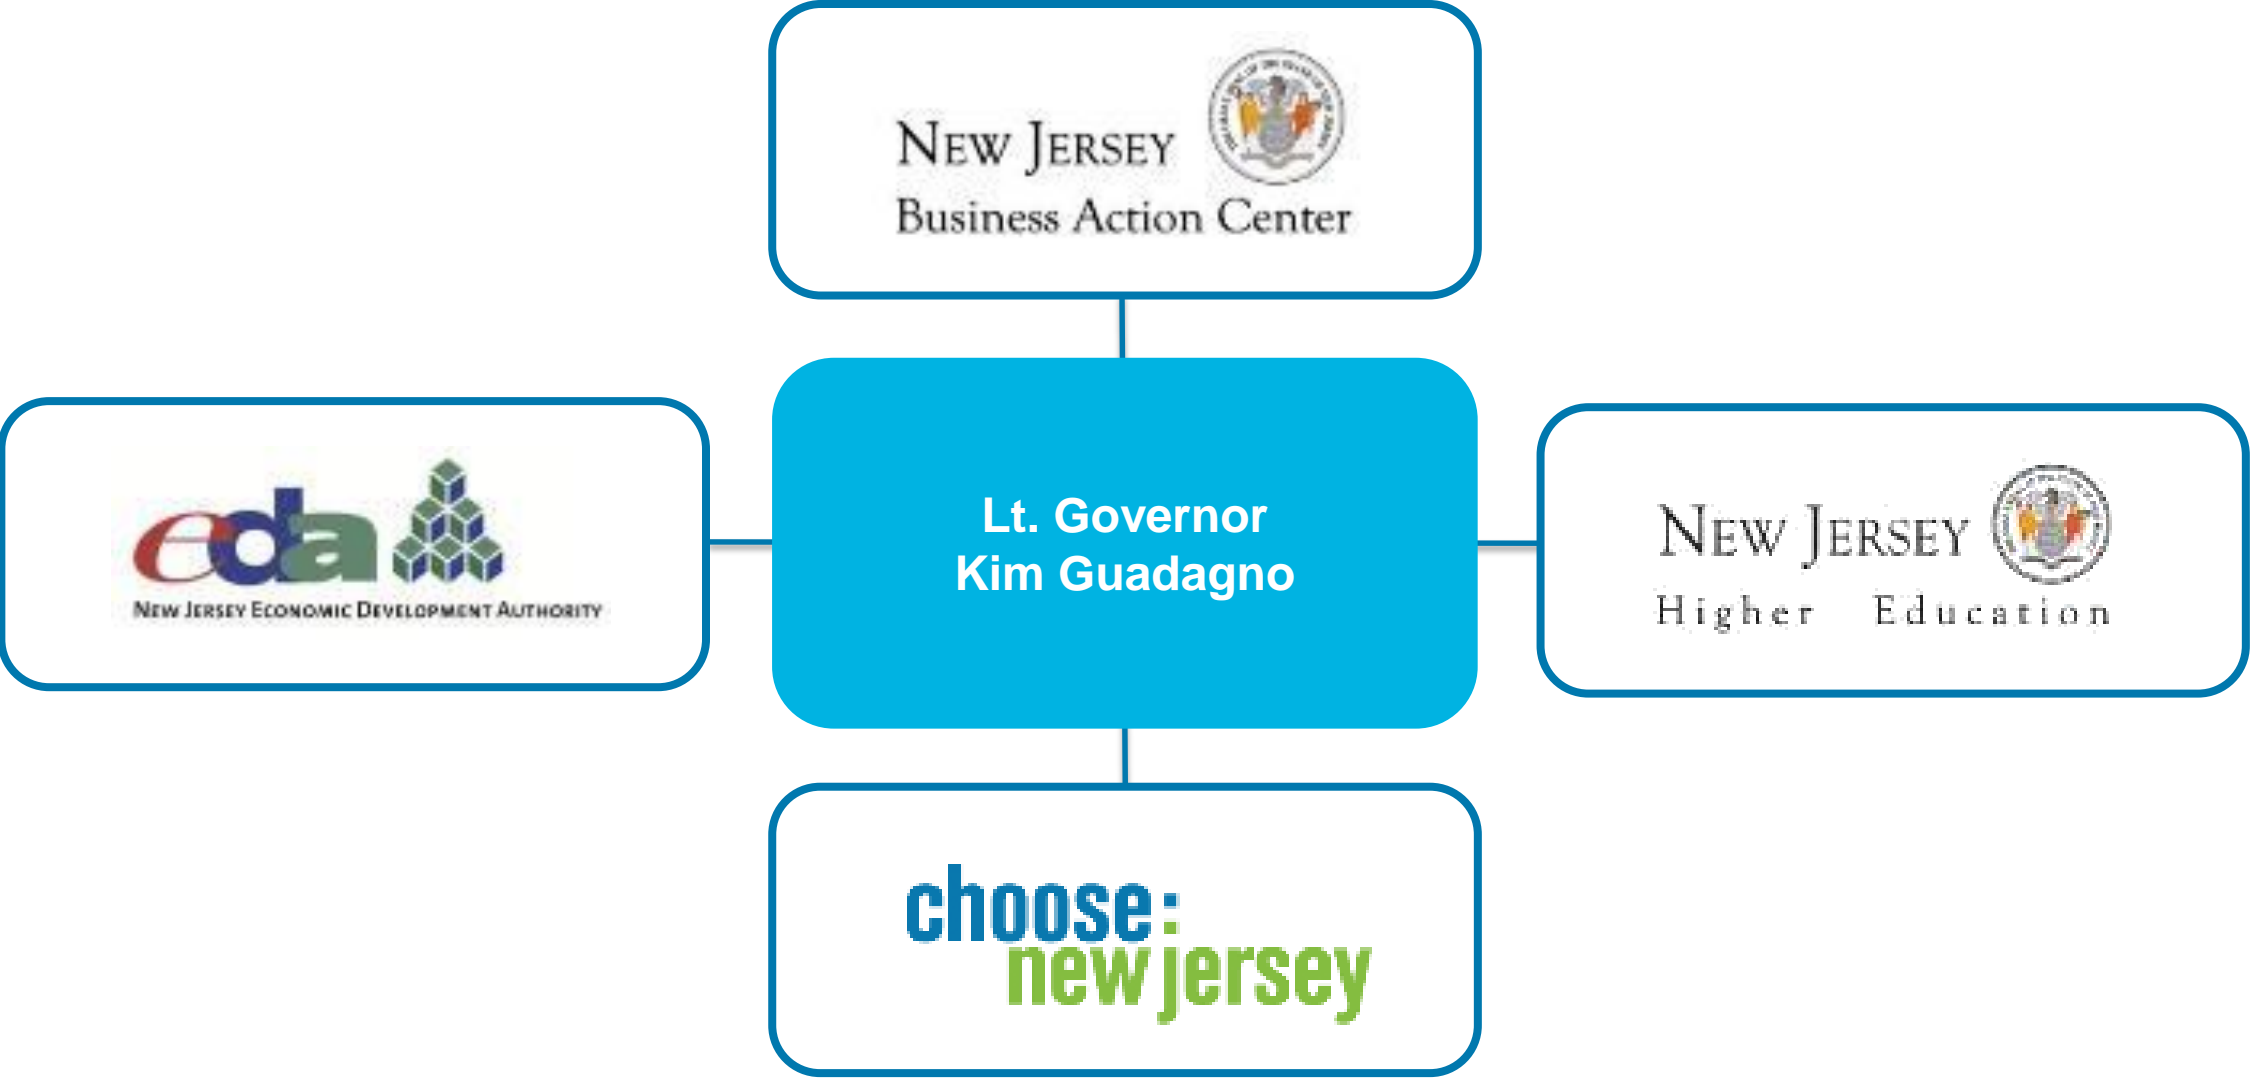 New Jersey
Business Action Center
eda
New Jersey Economic Development Authority
Lt. Governor
Kim Guadagno
New Jersey
Higher Education
choose:
new jersey